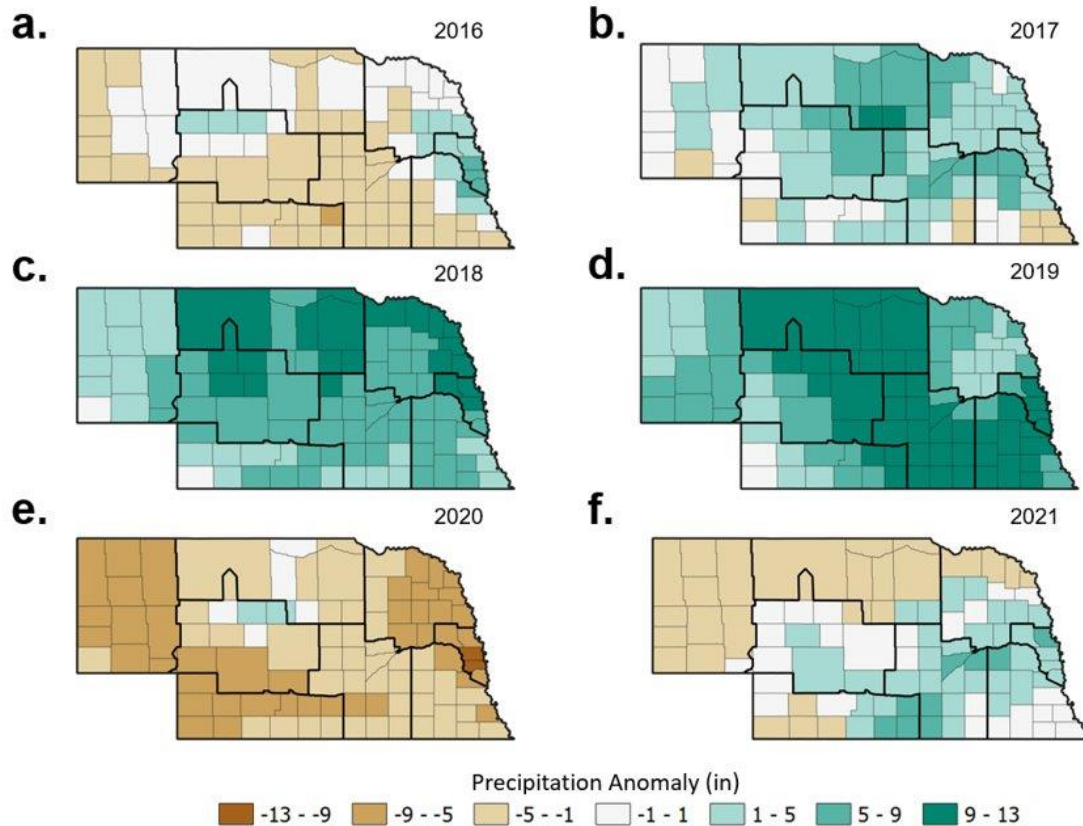 a. 2016
b. 2017
c. 2018
d. 2019
e. 2020
f. 2021
Precipitation Anomaly (in)
-13 - -9 -9 - -5 -5 - -1 -1 - 1 1 - 5 5 - 9 9 - 13